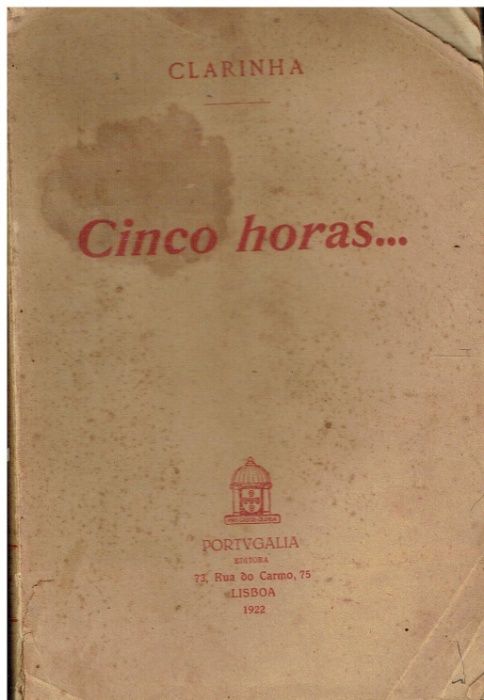 CLARINHA
Cinco horas...
PORTVGALIA
EDITORA
73, Rua do Carmo, 75
LISBOA
1922